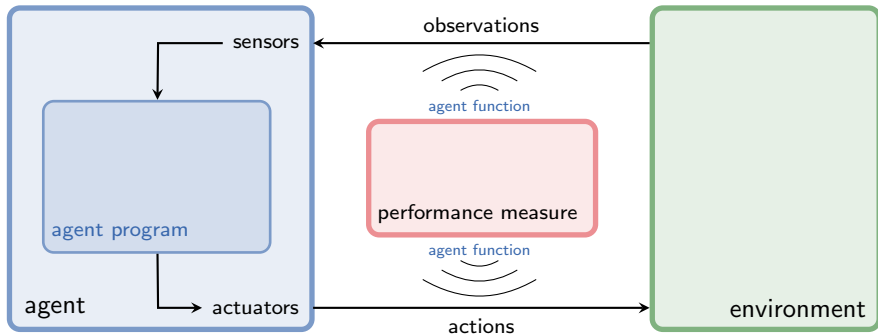 observations
sensors
agent function
performance measure
agent program
agent function
agent
actuators
environment
actions